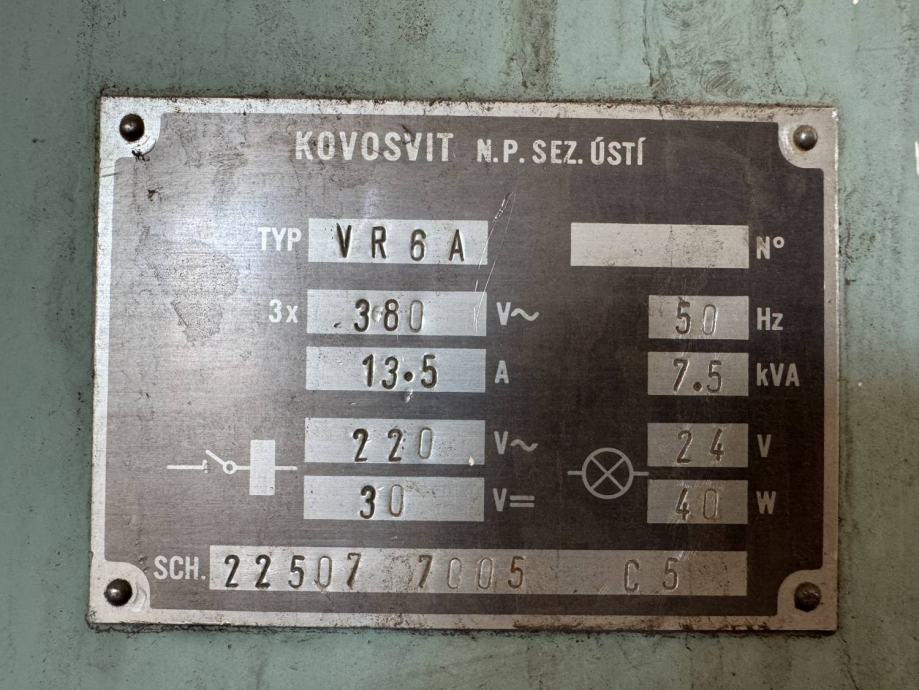 KOVOSVIT N.P. SEZ. ÚSTÍ
TYP VR6A Nº
3x 380 V~ 50 Hz
13.5 A 7.5 kVA
220 V~ 24 V
30 V= 40 W
SCH. 22507 7005 C5